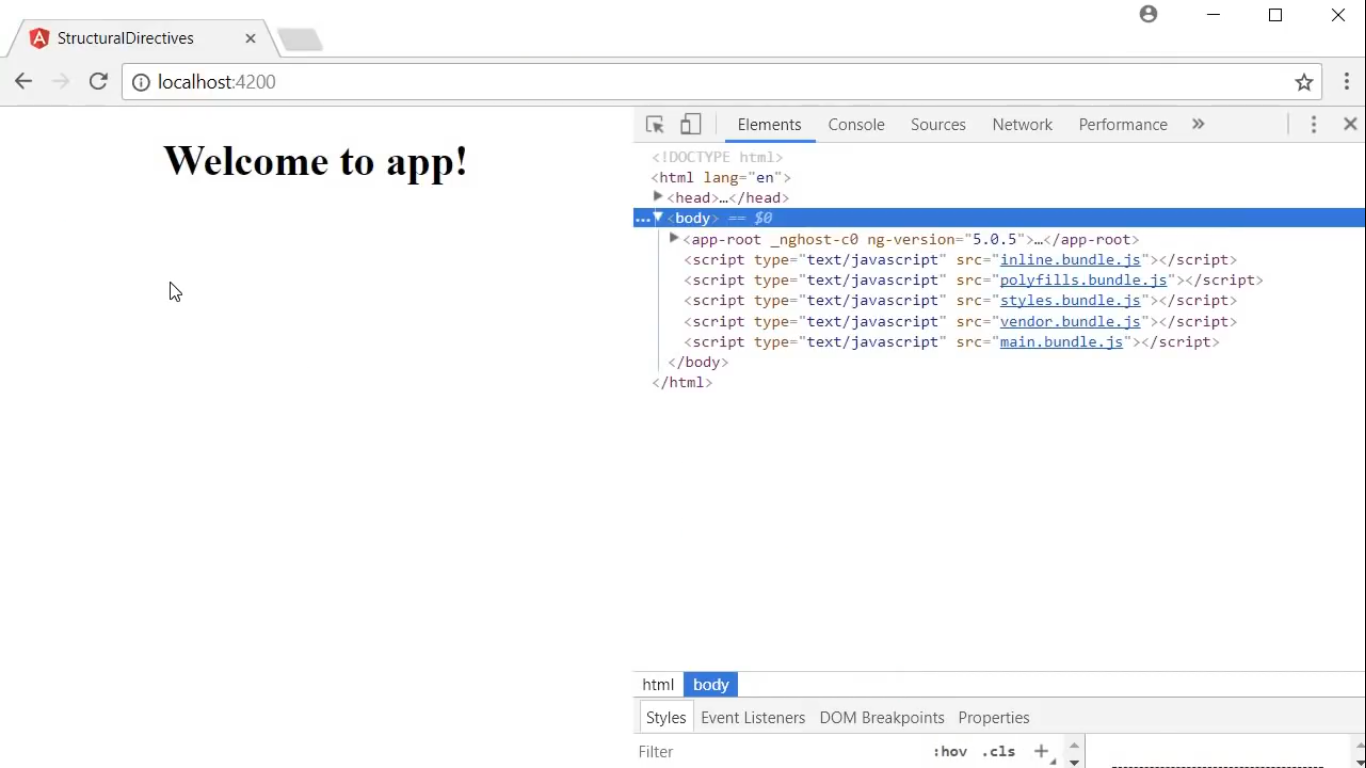 StructuralDirectives
localhost:4200
Welcome to app!
Elements Console Sources Network Performance »
<!DOCTYPE html>
<html lang="en">
<head>…</head>
<body> == $0
<app-root _nghost-c0 ng-version="5.0.5">…</app-root>
<script type="text/javascript" src="inline.bundle.js"></script>
<script type="text/javascript" src="polyfills.bundle.js"></script>
<script type="text/javascript" src="styles.bundle.js"></script>
<script type="text/javascript" src="vendor.bundle.js"></script>
<script type="text/javascript" src="main.bundle.js"></script>
</body>
</html>
html body
Styles Event Listeners DOM Breakpoints Properties
Filter :hov .cls +